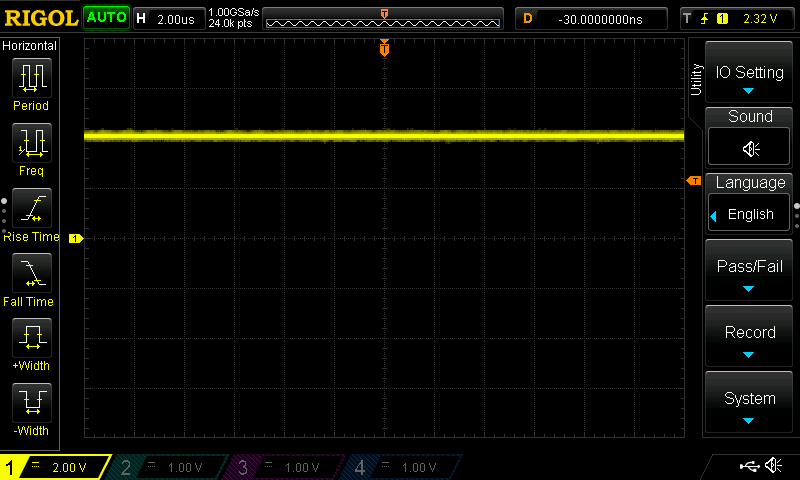 RIGOL AUTO H 2.00us 1.00GSa/s 24.0k pts T D -30.0000000ns T 1 2.32 V
Horizontal
T
Period
Freq
Rise Time
Fall Time
+Width
-Width
1
T
Utility
IO Setting
Sound
Language
English
Pass/Fail
Record
System
1 2.00 V 2 1.00 V 3 1.00 V 4 1.00 V